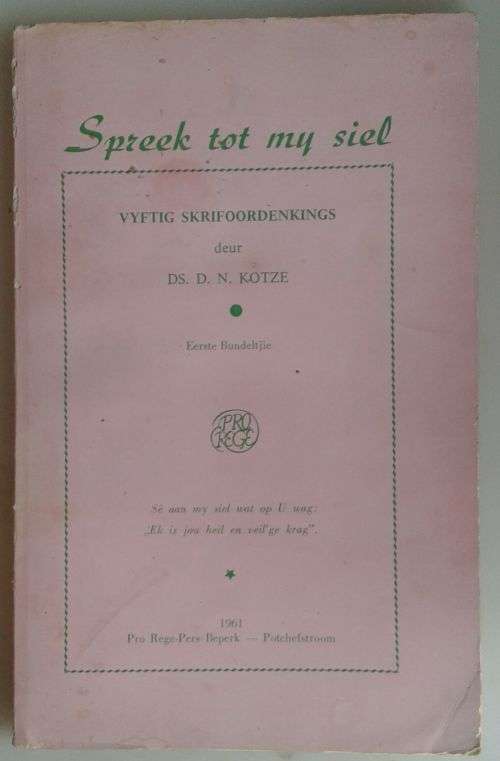 Spreek tot my siel
VYFTIG SKRIFOORDENKINGS
deur
DS. D. N. KOTZE
Eerste Bundeltjie
PRO
REGE
Sê aan my siel wat op U wag:
„Ek is jou heil en veil'ge krag".
1961
Pro Rege-Pers Beperk — Potchefstroom